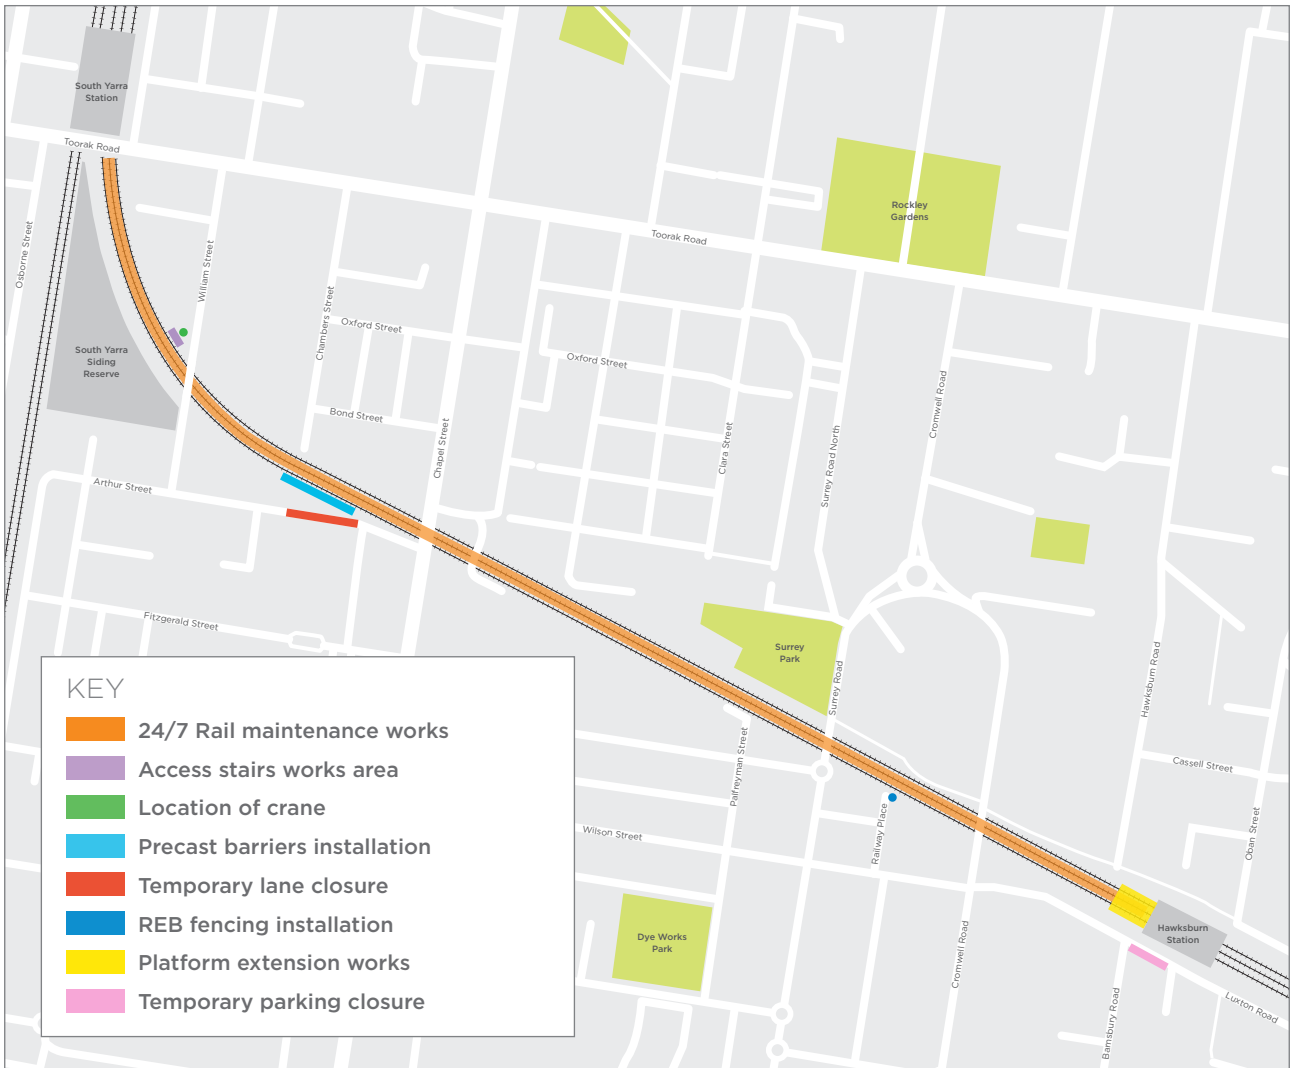 South Yarra
Station
Toorak Road
Osborne Street
William Street
Rockley
Gardens
Toorak Road
Chambers Street
Oxford Street
South Yarra
Siding
Reserve
Oxford Street
Bond Street
Chapel Street
Clara Street
Surrey Road North
Cromwell Road
Arthur Street
Fitzgerald Street
Surrey
Park
Surrey Road
Hawksburn Road
Palfreyman Street
Cassell Street
Wilson Street
Railway Place
Oban Street
Dye Works
Park
Cromwell Road
Hawksburn
Station
Luxton Road
Barnsbury Road
KEY
24/7 Rail maintenance works
Access stairs works area
Location of crane
Precast barriers installation
Temporary lane closure
REB fencing installation
Platform extension works
Temporary parking closure